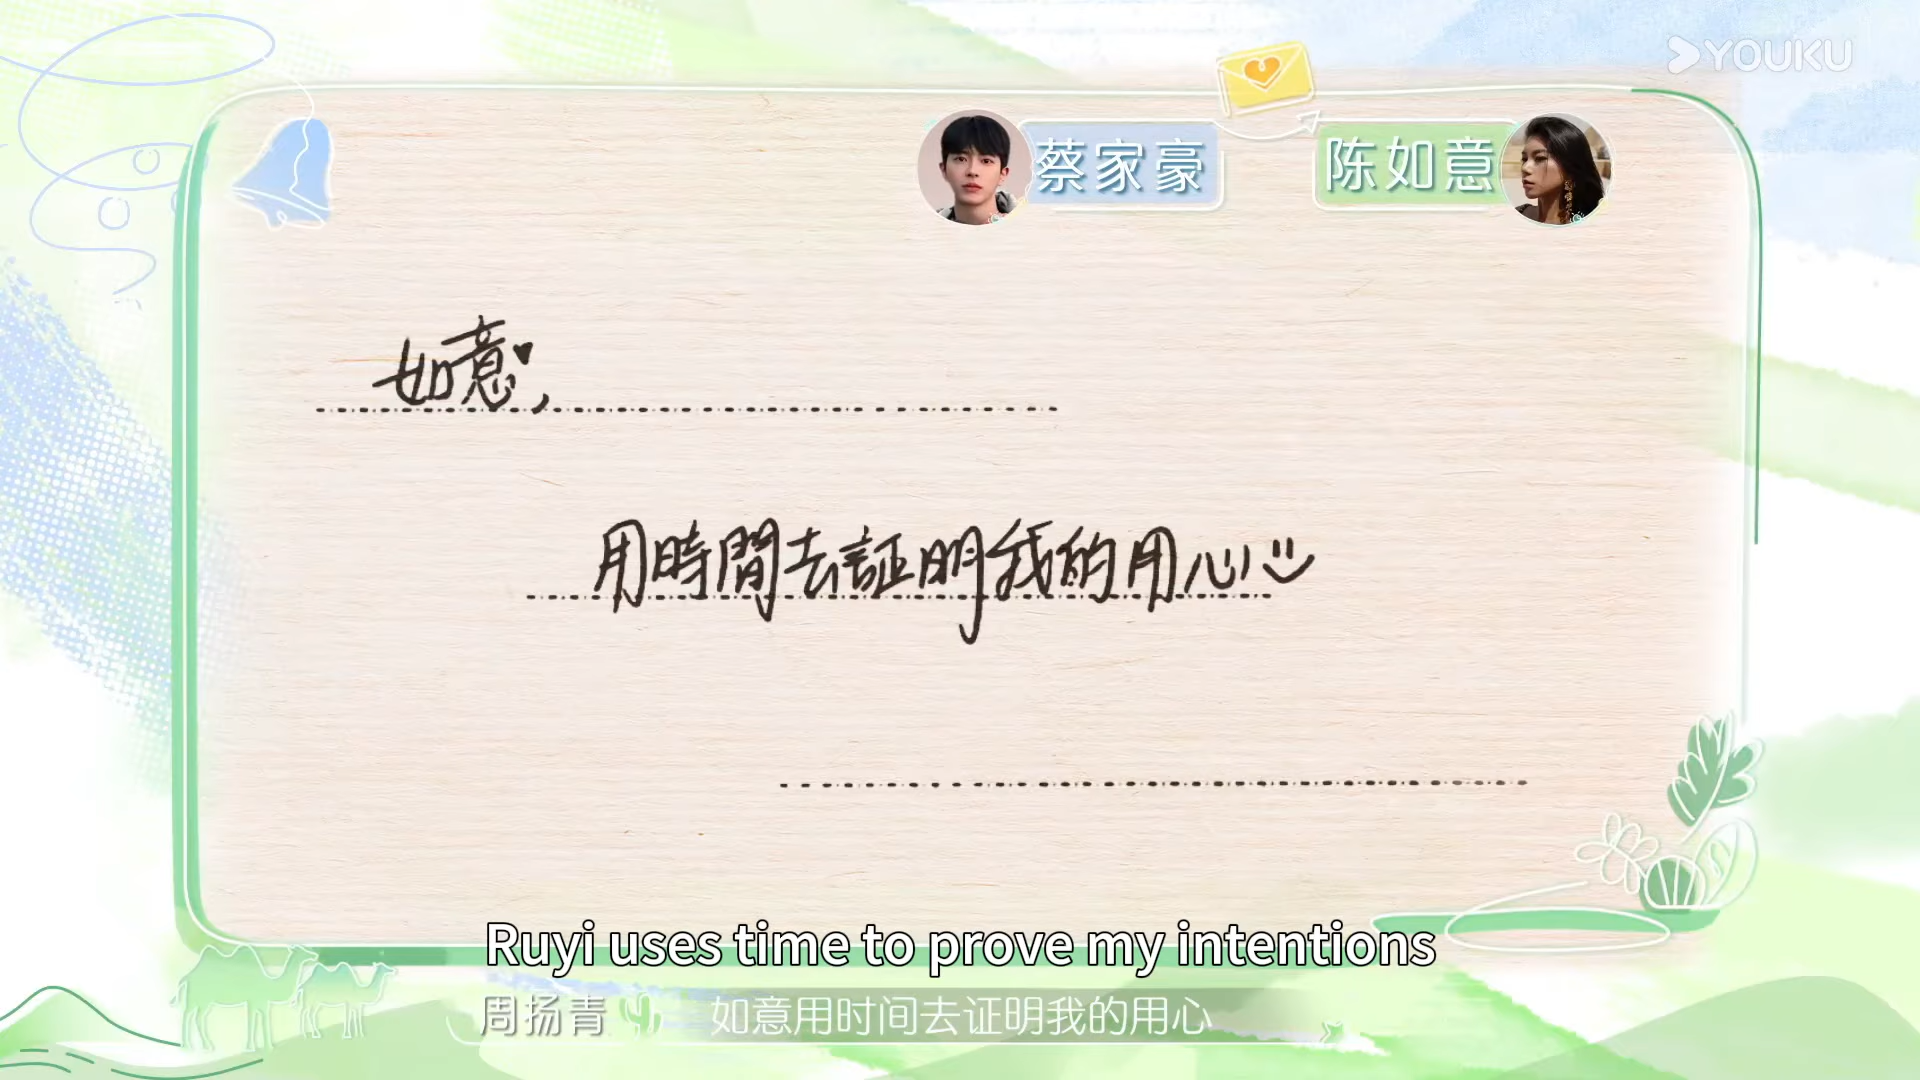 YOUKU
蔡家豪
陈如意
如意,
用時間去証明我的用心
Ruyi uses time to prove my intentions
周扬青
如意用时间去证明我的用心